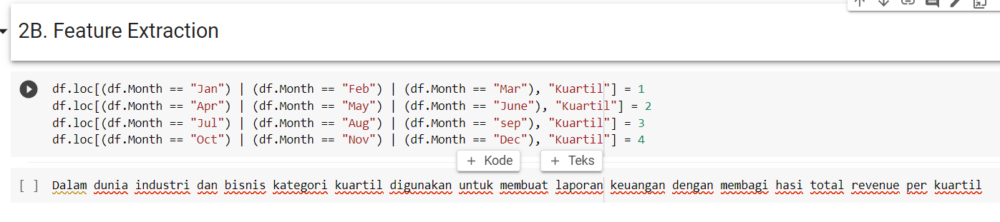 2B. Feature Extraction
df.loc[(df.Month == "Jan") | (df.Month == "Feb") | (df.Month == "Mar"), "Kuartil"] = 1
df.loc[(df.Month == "Apr") | (df.Month == "May") | (df.Month == "June"), "Kuartil"] = 2
df.loc[(df.Month == "Jul") | (df.Month == "Aug") | (df.Month == "sep"), "Kuartil"] = 3
df.loc[(df.Month == "Oct") | (df.Month == "Nov") | (df.Month == "Dec"), "Kuartil"] = 4
+ Kode + Teks
[ ] Dalam dunia industri dan bisnis kategori kuartil digunakan untuk membuat laporan keuangan dengan membagi hasi total revenue per kuartil